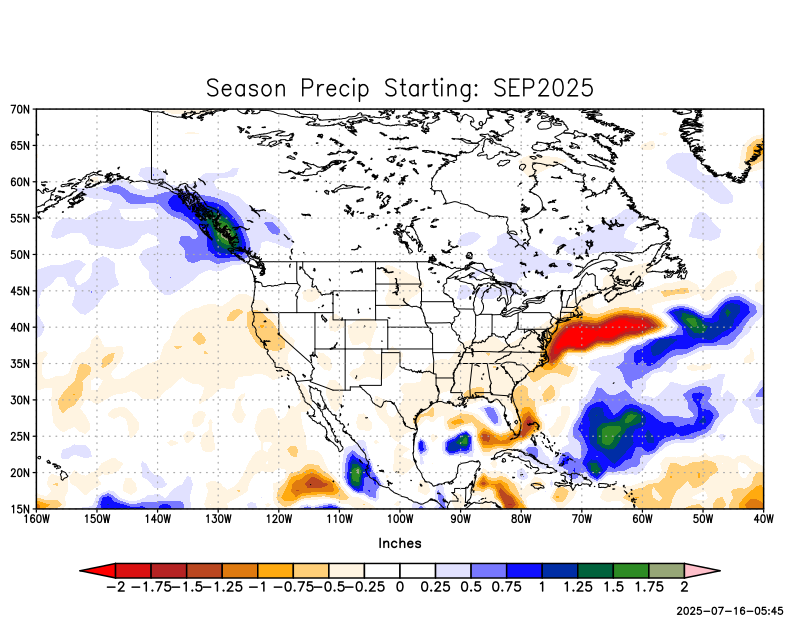 Season Precip Starting: SEP2025
70N
65N
60N
55N
50N
45N
40N
35N
30N
25N
20N
15N
160W 150W 140W 130W 120W 110W 100W 90W 80W 70W 60W 50W 40W
Inches
-2 -1.75 -1.5 -1.25 -1 -0.75 -0.5 -0.25 0 0.25 0.5 0.75 1 1.25 1.5 1.75 2
2025-07-16-05:45